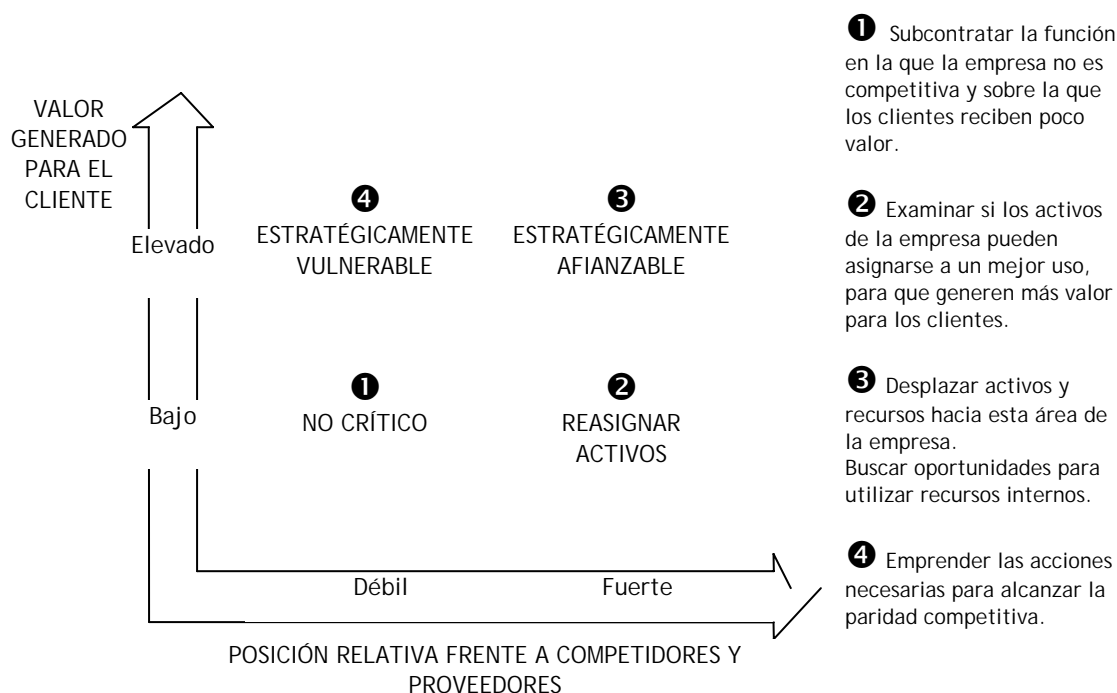 VALOR
GENERADO
PARA EL
CLIENTE
Elevado
Bajo
❹
ESTRATÉGICAMENTE
VULNERABLE
❸
ESTRATÉGICAMENTE
AFIANZABLE
❶
NO CRÍTICO
❷
REASIGNAR
ACTIVOS
Débil
Fuerte
POSICIÓN RELATIVA FRENTE A COMPETIDORES Y
PROVEEDORES
❶ Subcontratar la función
en la que la empresa no es
competitiva y sobre la que
los clientes reciben poco
valor.
❷ Examinar si los activos
de la empresa pueden
asignarse a un mejor uso,
para que generen más valor
para los clientes.
❸ Desplazar activos y
recursos hacia esta área de
la empresa.
Buscar oportunidades para
utilizar recursos internos.
❹ Emprender las acciones
necesarias para alcanzar la
paridad competitiva.